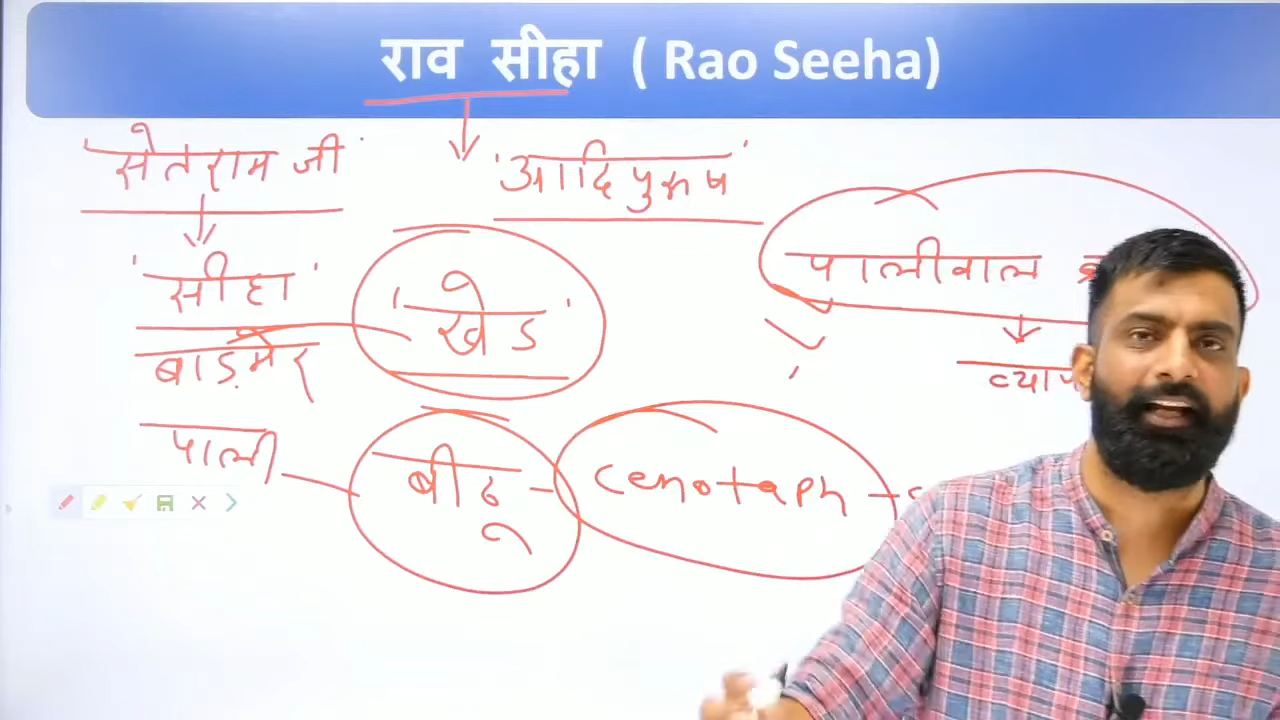 राव सीहा ( Rao Seeha)
सेतराम जी
'आदिपुरुष'
पालीवाल
'सीहा'
'खेड'
बाड़मेर
पाली
बीठू
cenotaph